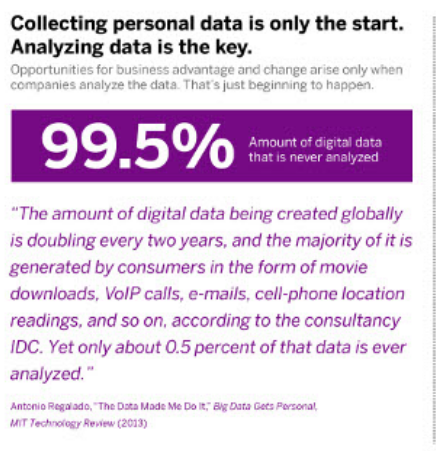 Collecting personal data is only the start.
Analyzing data is the key.
Opportunities for business advantage and change arise only when
companies analyze the data. That's just beginning to happen.
99.5%
Amount of digital data
that is never analyzed
"The amount of digital data being created globally
is doubling every two years, and the majority of it is
generated by consumers in the form of movie
downloads, VoIP calls, e-mails, cell-phone location
readings, and so on, according to the consultancy
IDC. Yet only about 0.5 percent of that data is ever
analyzed."
Antonio Regalado, "The Data Made Me Do It," Big Data Gets Personal,
MIT Technology Review (2013)